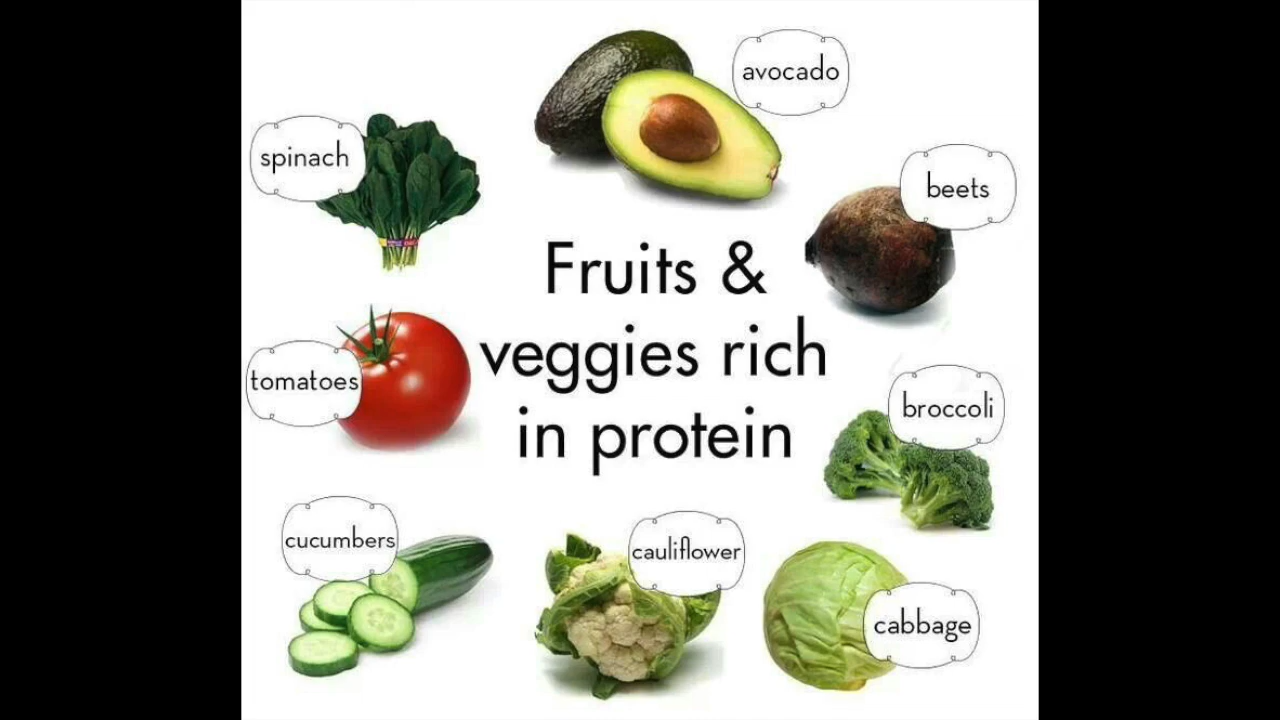 avocado
spinach
beets
Fruits &
veggies rich
in protein
tomatoes
broccoli
cucumbers
cauliflower
cabbage